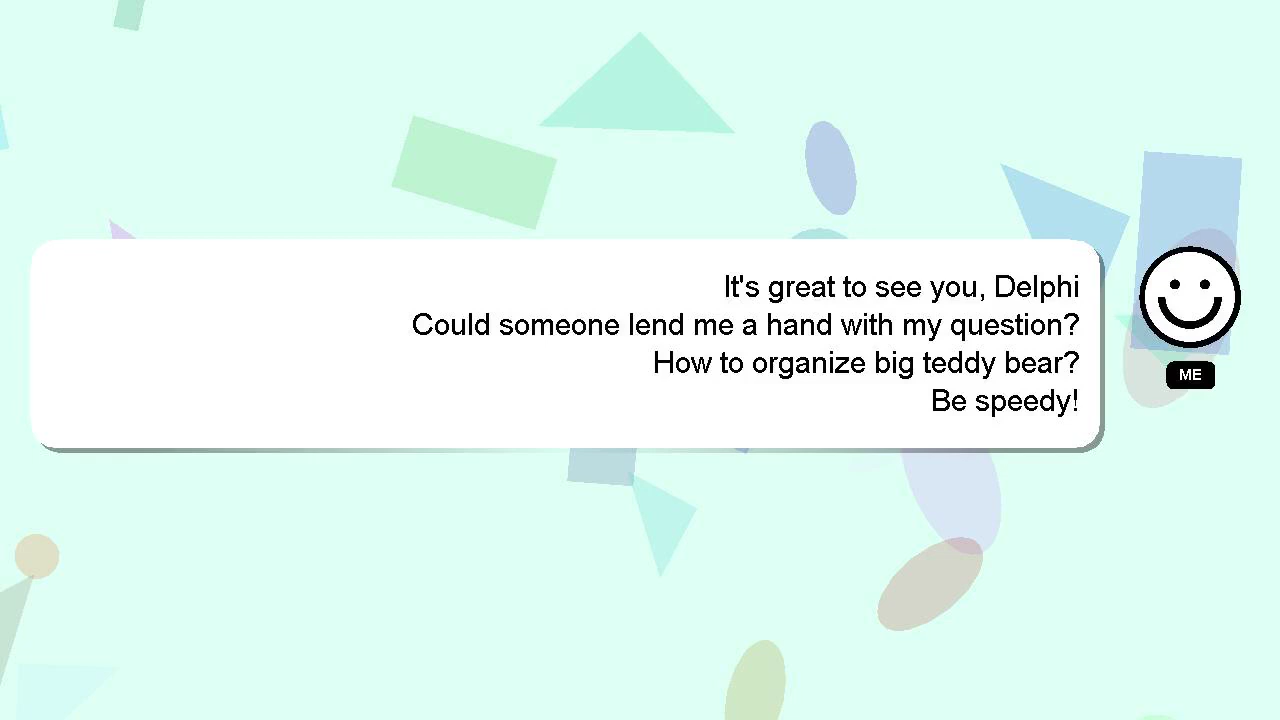 It's great to see you, Delphi
Could someone lend me a hand with my question?
How to organize big teddy bear?
Be speedy!
ME